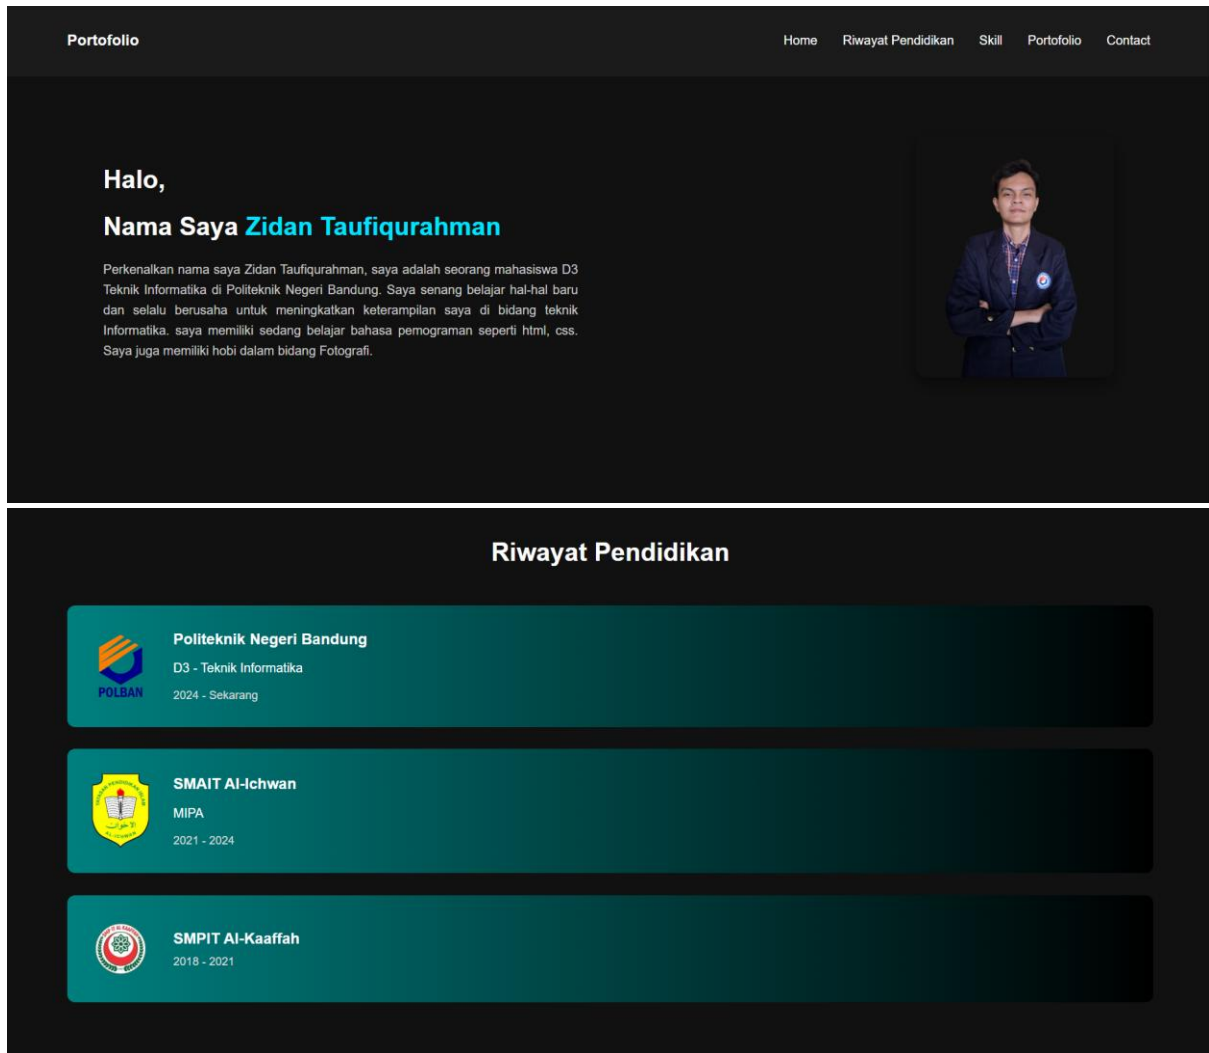 Portofolio
Home Riwayat Pendidikan Skill Portofolio Contact
Halo,
Nama Saya Zidan Taufiqurahman
Perkenalkan nama saya Zidan Taufiqurahman, saya adalah seorang mahasiswa D3
Teknik Informatika di Politeknik Negeri Bandung. Saya senang belajar hal-hal baru
dan selalu berusaha untuk meningkatkan keterampilan saya di bidang teknik
Informatika. saya memiliki sedang belajar bahasa pemograman seperti html, css.
Saya juga memiliki hobi dalam bidang Fotografi.
Riwayat Pendidikan
POLBAN
Politeknik Negeri Bandung
D3 - Teknik Informatika
2024 - Sekarang
SMAIT Al-Ichwan
MIPA
2021 - 2024
SMPIT Al-Kaaffah
2018 - 2021